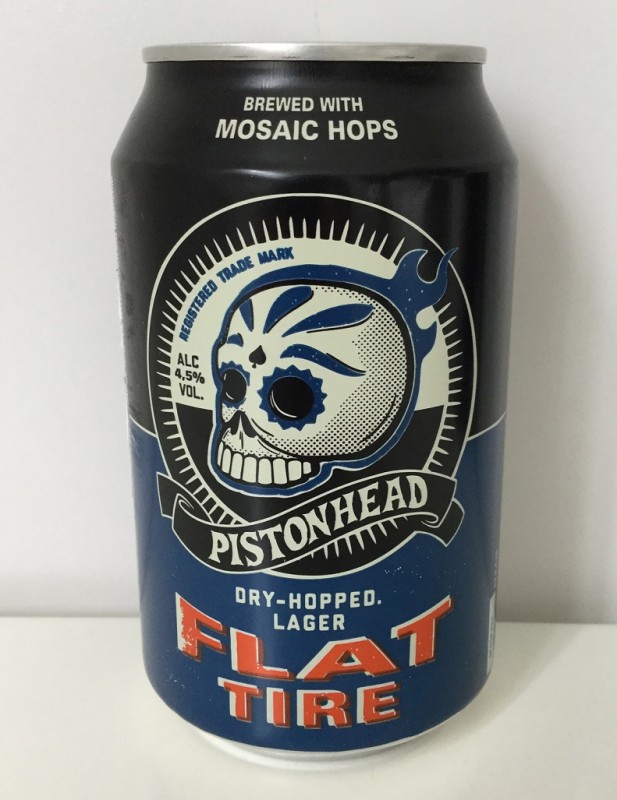 BREWED WITH
MOSAIC HOPS
REGISTERED TRADE MARK
ALC
4,5%
VOL.
PISTONHEAD
DRY-HOPPED.
LAGER
FLAT
TIRE